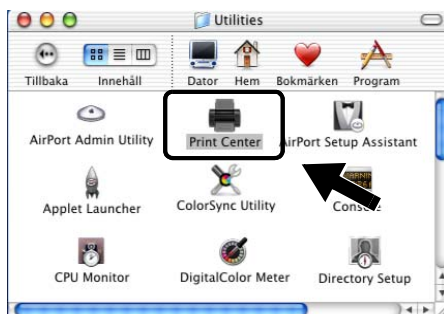 Utilities
Tillbaka Innehåll Dator Hem Bokmärken Program
AirPort Admin Utility Print Center AirPort Setup Assistant
Applet Launcher ColorSync Utility Console
CPU Monitor DigitalColor Meter Directory Setup